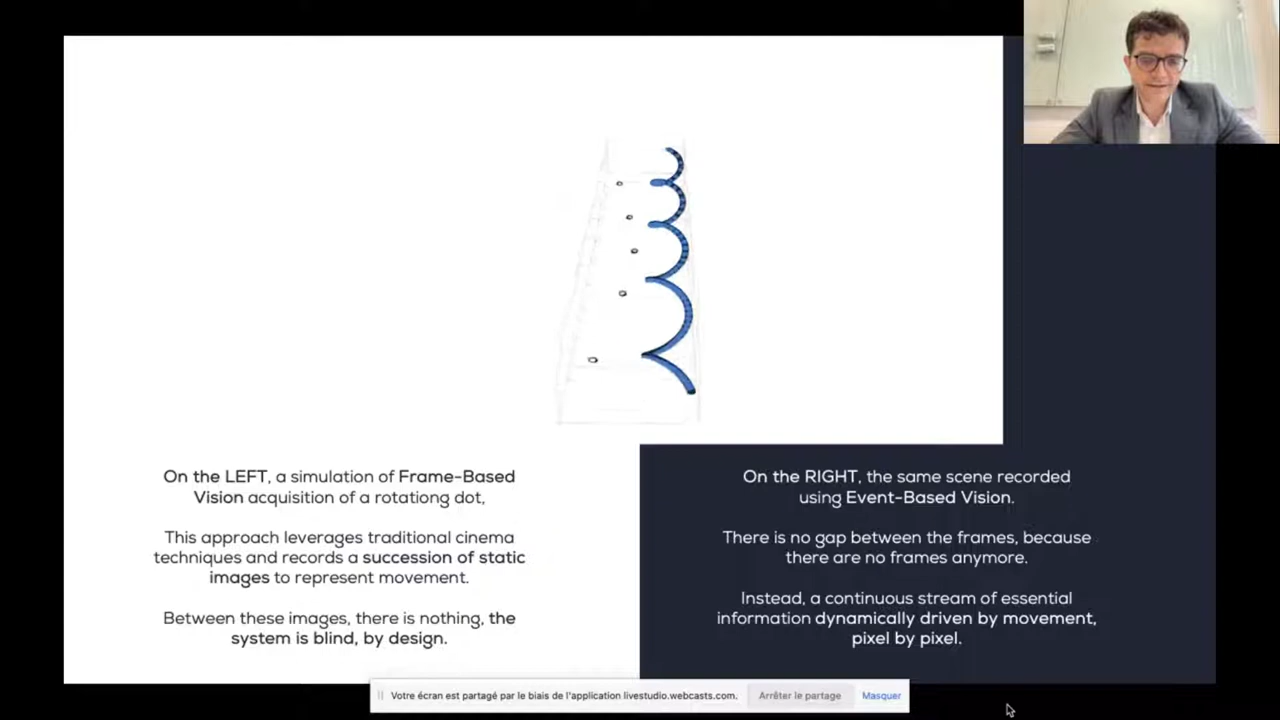 On the LEFT, a simulation of Frame-Based
Vision acquisition of a rotationg dot,
This approach leverages traditional cinema
techniques and records a succession of static
images to represent movement.
Between these images, there is nothing, the
system is blind, by design.
On the RIGHT, the same scene recorded
using Event-Based Vision.
There is no gap between the frames, because
there are no frames anymore.
Instead, a continuous stream of essential
information dynamically driven by movement,
pixel by pixel.
Votre écran est partagé par le biais de l'application livestudio.webcasts.com.
Arrêter le partage
Masquer